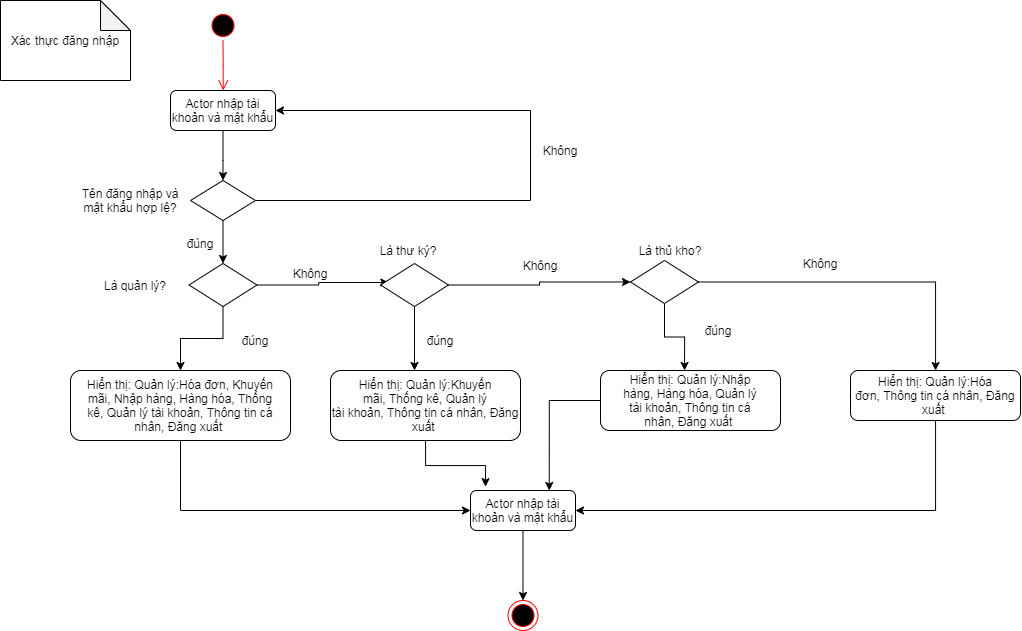 Xác thực đăng nhập
Actor nhập tài
khoản và mật khẩu
Không
Tên đăng nhập và
mật khẩu hợp lệ?
đúng
Là thư ký?
Là thủ kho?
Không
Không
Không
Là quản lý?
đúng
đúng
đúng
Hiển thị: Quản lý:Hóa đơn, Khuyến
mãi, Nhập hàng, Hàng hóa, Thống
kê, Quản lý tài khoản, Thông tin cá
nhân, Đăng xuất
Hiển thị: Quản lý:Khuyến
mãi, Thống kê, Quản lý
tài khoản, Thông tin cá nhân, Đăng
xuất
Hiển thị: Quản lý:Nhập
hàng, Hàng hóa, Quản lý
tài khoản, Thông tin cá
nhân, Đăng xuất
Hiển thị: Quản lý:Hóa
đơn, Thông tin cá nhân, Đăng
xuất
Actor nhập tài
khoản và mật khẩu